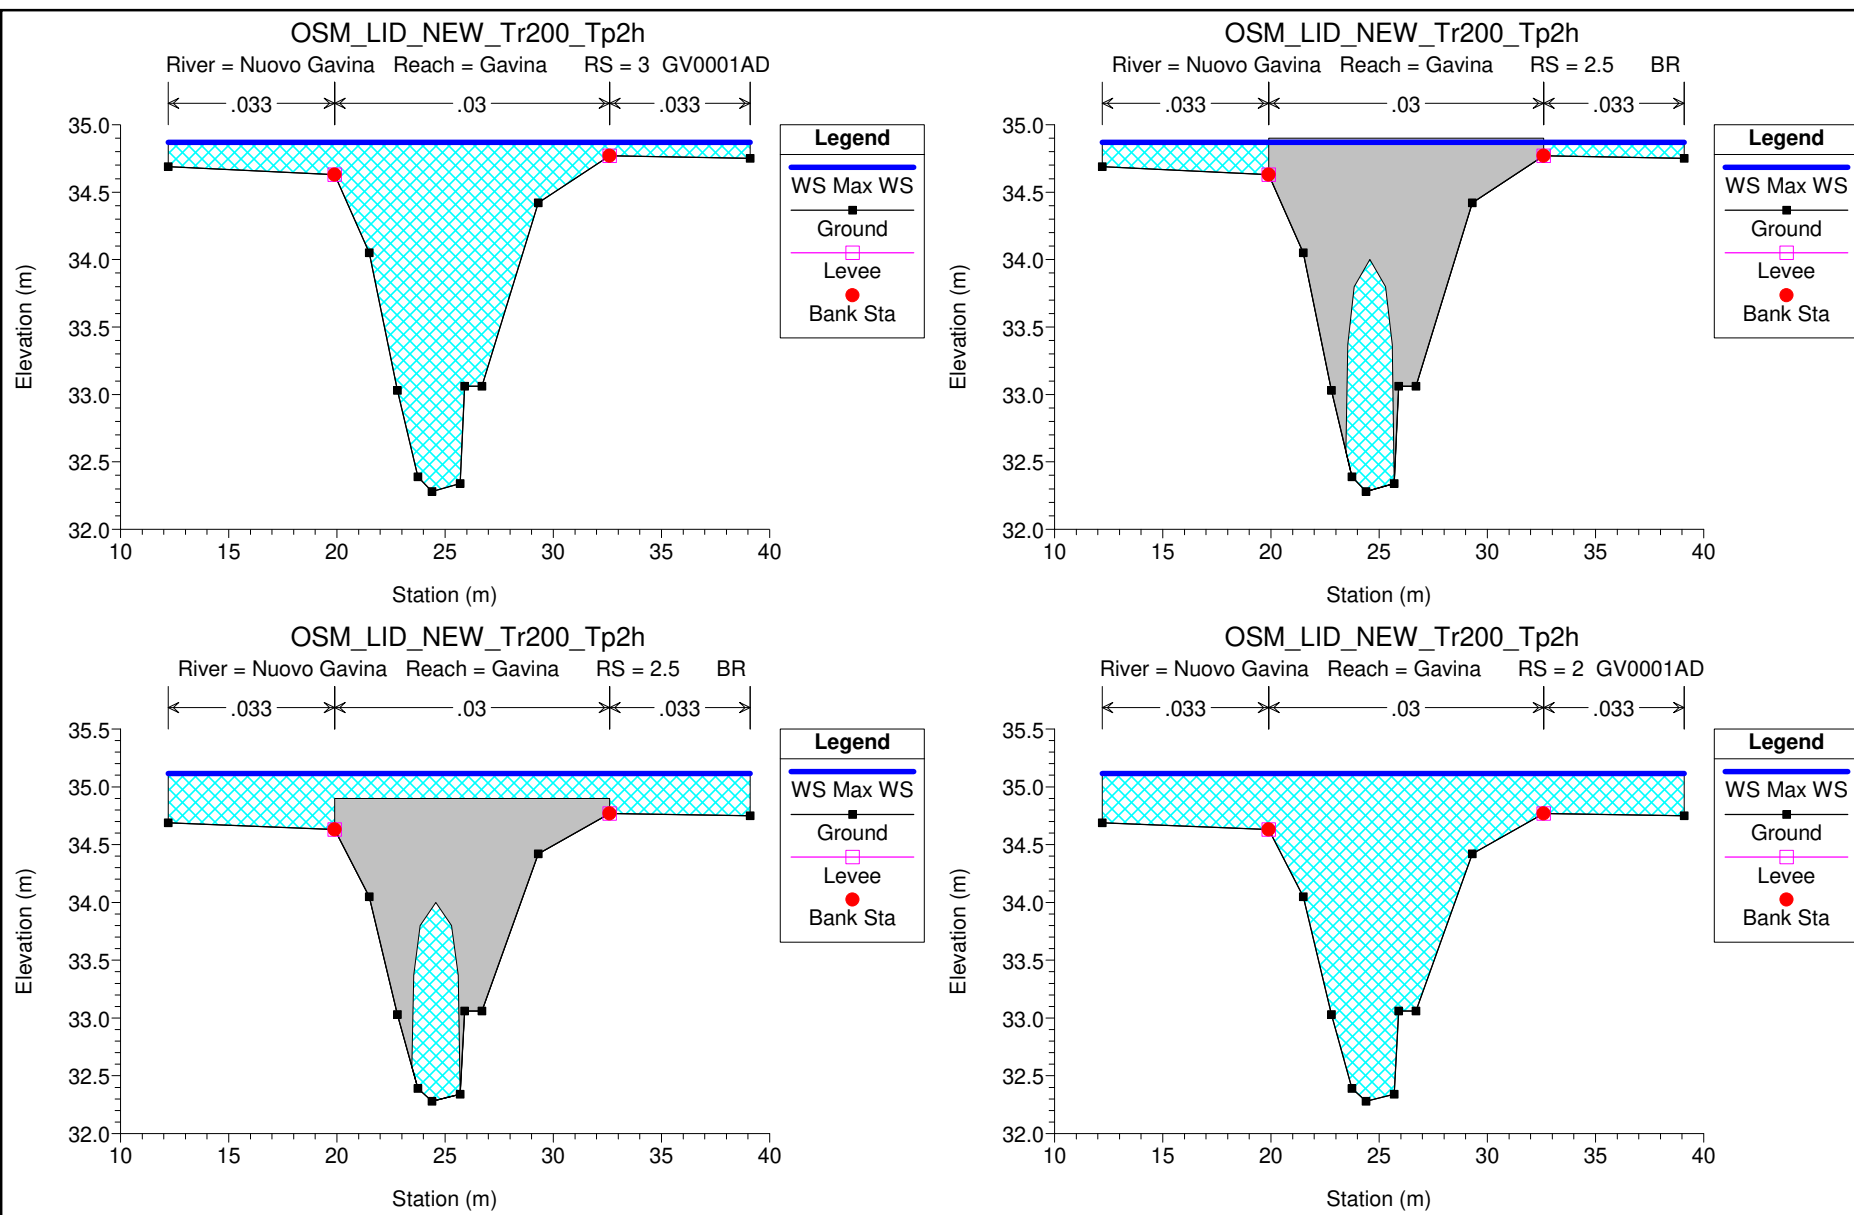 OSM_LID_NEW_Tr200_Tp2h
River = Nuovo Gavina Reach = Gavina RS = 3 GV0001AD
.033 .03 .033
35.0
34.5
34.0
33.5
33.0
32.5
32.0
Elevation (m)
10 15 20 25 30 35 40
Station (m)
Legend
WS Max WS
Ground
Levee
Bank Sta
OSM_LID_NEW_Tr200_Tp2h
River = Nuovo Gavina Reach = Gavina RS = 2.5 BR
.033 .03 .033
35.0
34.5
34.0
33.5
33.0
32.5
32.0
Elevation (m)
10 15 20 25 30 35 40
Station (m)
Legend
WS Max WS
Ground
Levee
Bank Sta
OSM_LID_NEW_Tr200_Tp2h
River = Nuovo Gavina Reach = Gavina RS = 2.5 BR
.033 .03 .033
35.5
35.0
34.5
34.0
33.5
33.0
32.5
32.0
Elevation (m)
10 15 20 25 30 35 40
Station (m)
Legend
WS Max WS
Ground
Levee
Bank Sta
OSM_LID_NEW_Tr200_Tp2h
River = Nuovo Gavina Reach = Gavina RS = 2 GV0001AD
.033 .03 .033
35.5
35.0
34.5
34.0
33.5
33.0
32.5
32.0
Elevation (m)
10 15 20 25 30 35 40
Station (m)
Legend
WS Max WS
Ground
Levee
Bank Sta